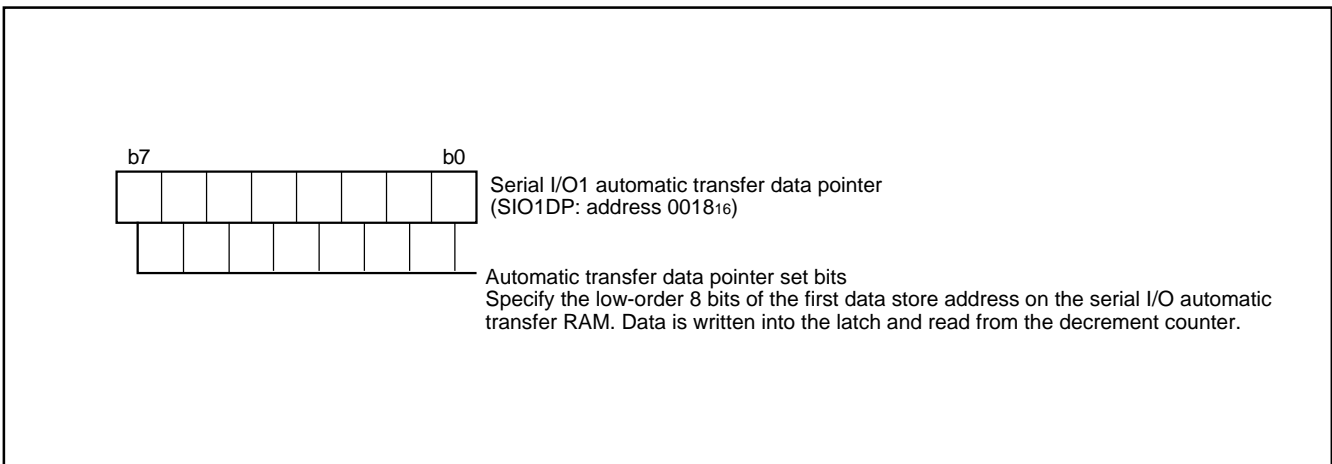 b7 b0
Serial I/O1 automatic transfer data pointer
(SIO1DP: address 001816)
Automatic transfer data pointer set bits
Specify the low-order 8 bits of the first data store address on the serial I/O automatic
transfer RAM. Data is written into the latch and read from the decrement counter.